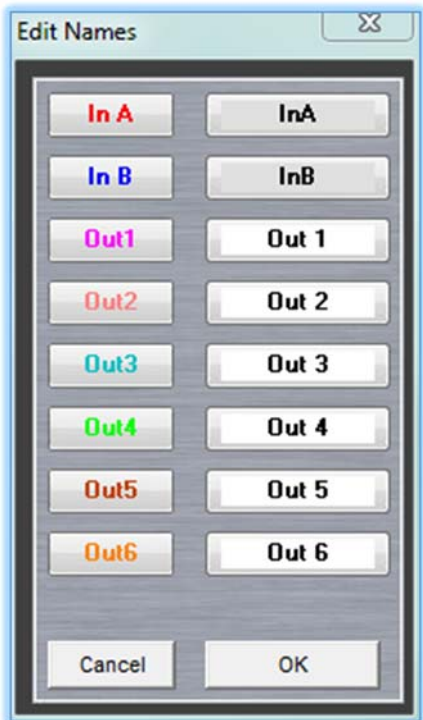 Edit Names
In A InA
In B InB
Out1 Out 1
Out2 Out 2
Out3 Out 3
Out4 Out 4
Out5 Out 5
Out6 Out 6
Cancel OK